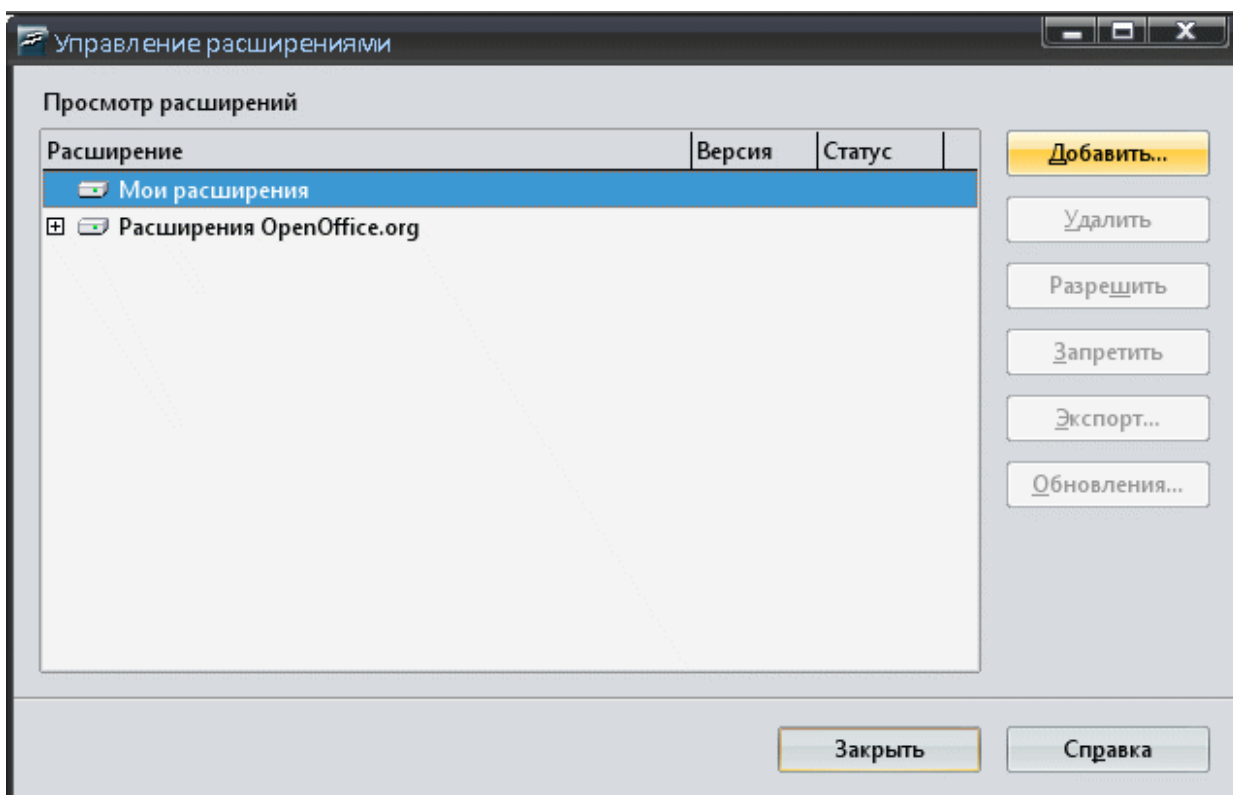 Управление расширениями
Просмотр расширений
Расширение Версия Статус
Мои расширения
Расширения OpenOffice.org
Добавить...
Удалить
Разрешить
Запретить
Экспорт...
Обновления...
Закрыть Справка